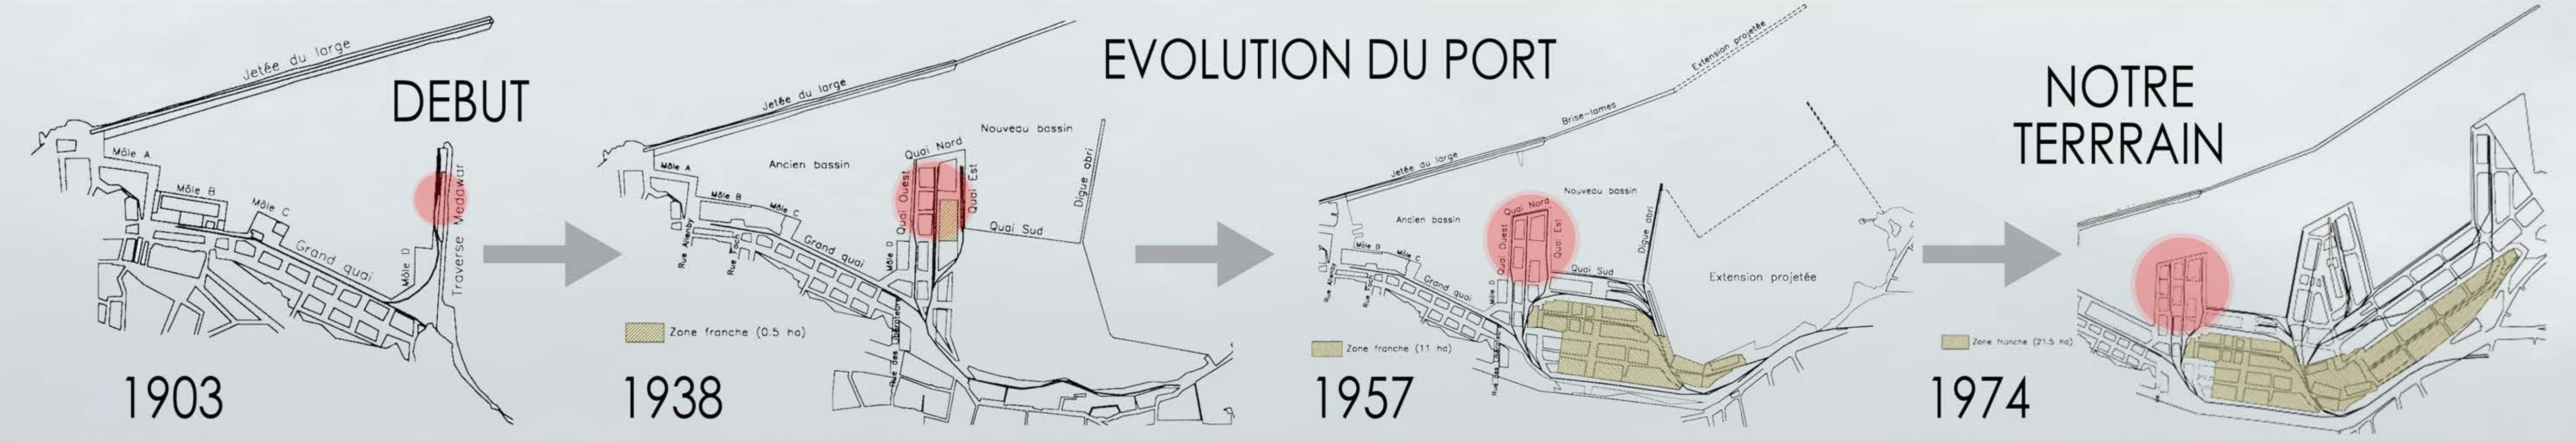 EVOLUTION DU PORT
DEBUT
Jetée du large
Môle A
Môle B
Môle C
Grand quai
Môle D
Traverse Medawar
1903
Jetée du large
Ancien bassin
Nouveau bassin
Môle A
Môle B
Môle C
Grand quai
Môle D
Quai Ouest
Quai Nord
Quai Est
Quai Sud
Digue abri
Rue Allenby
Rue Foch
Zone franche (0.5 ha)
1938
Jetée du large
Brise-lames
Extension projetée
Ancien bassin
Nouveau bassin
Môle B
Môle C
Grand quai
Môle D
Quai Ouest
Quai Nord
Quai Est
Quai Sud
Digue abri
Extension projetée
Rue Allenby
Rue Foch
Zone franche (11 ha)
1957
NOTRE
TERRRAIN
Zone franche (21.5 ha)
1974